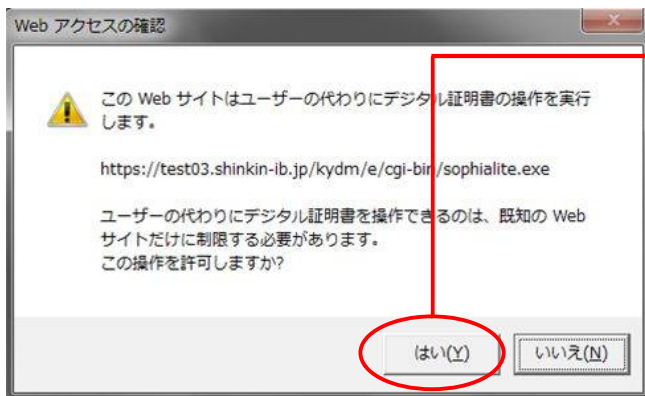 Web アクセスの確認
この Web サイトはユーザーの代わりにデジタル証明書の操作を実行
します。
https://test03.shinkin-ib.jp/kydm/e/cgi-bin/sophialite.exe
ユーザーの代わりにデジタル証明書を操作できるのは、既知の Web
サイトだけに制限する必要があります。
この操作を許可しますか?
はい(Y)
いいえ(N)